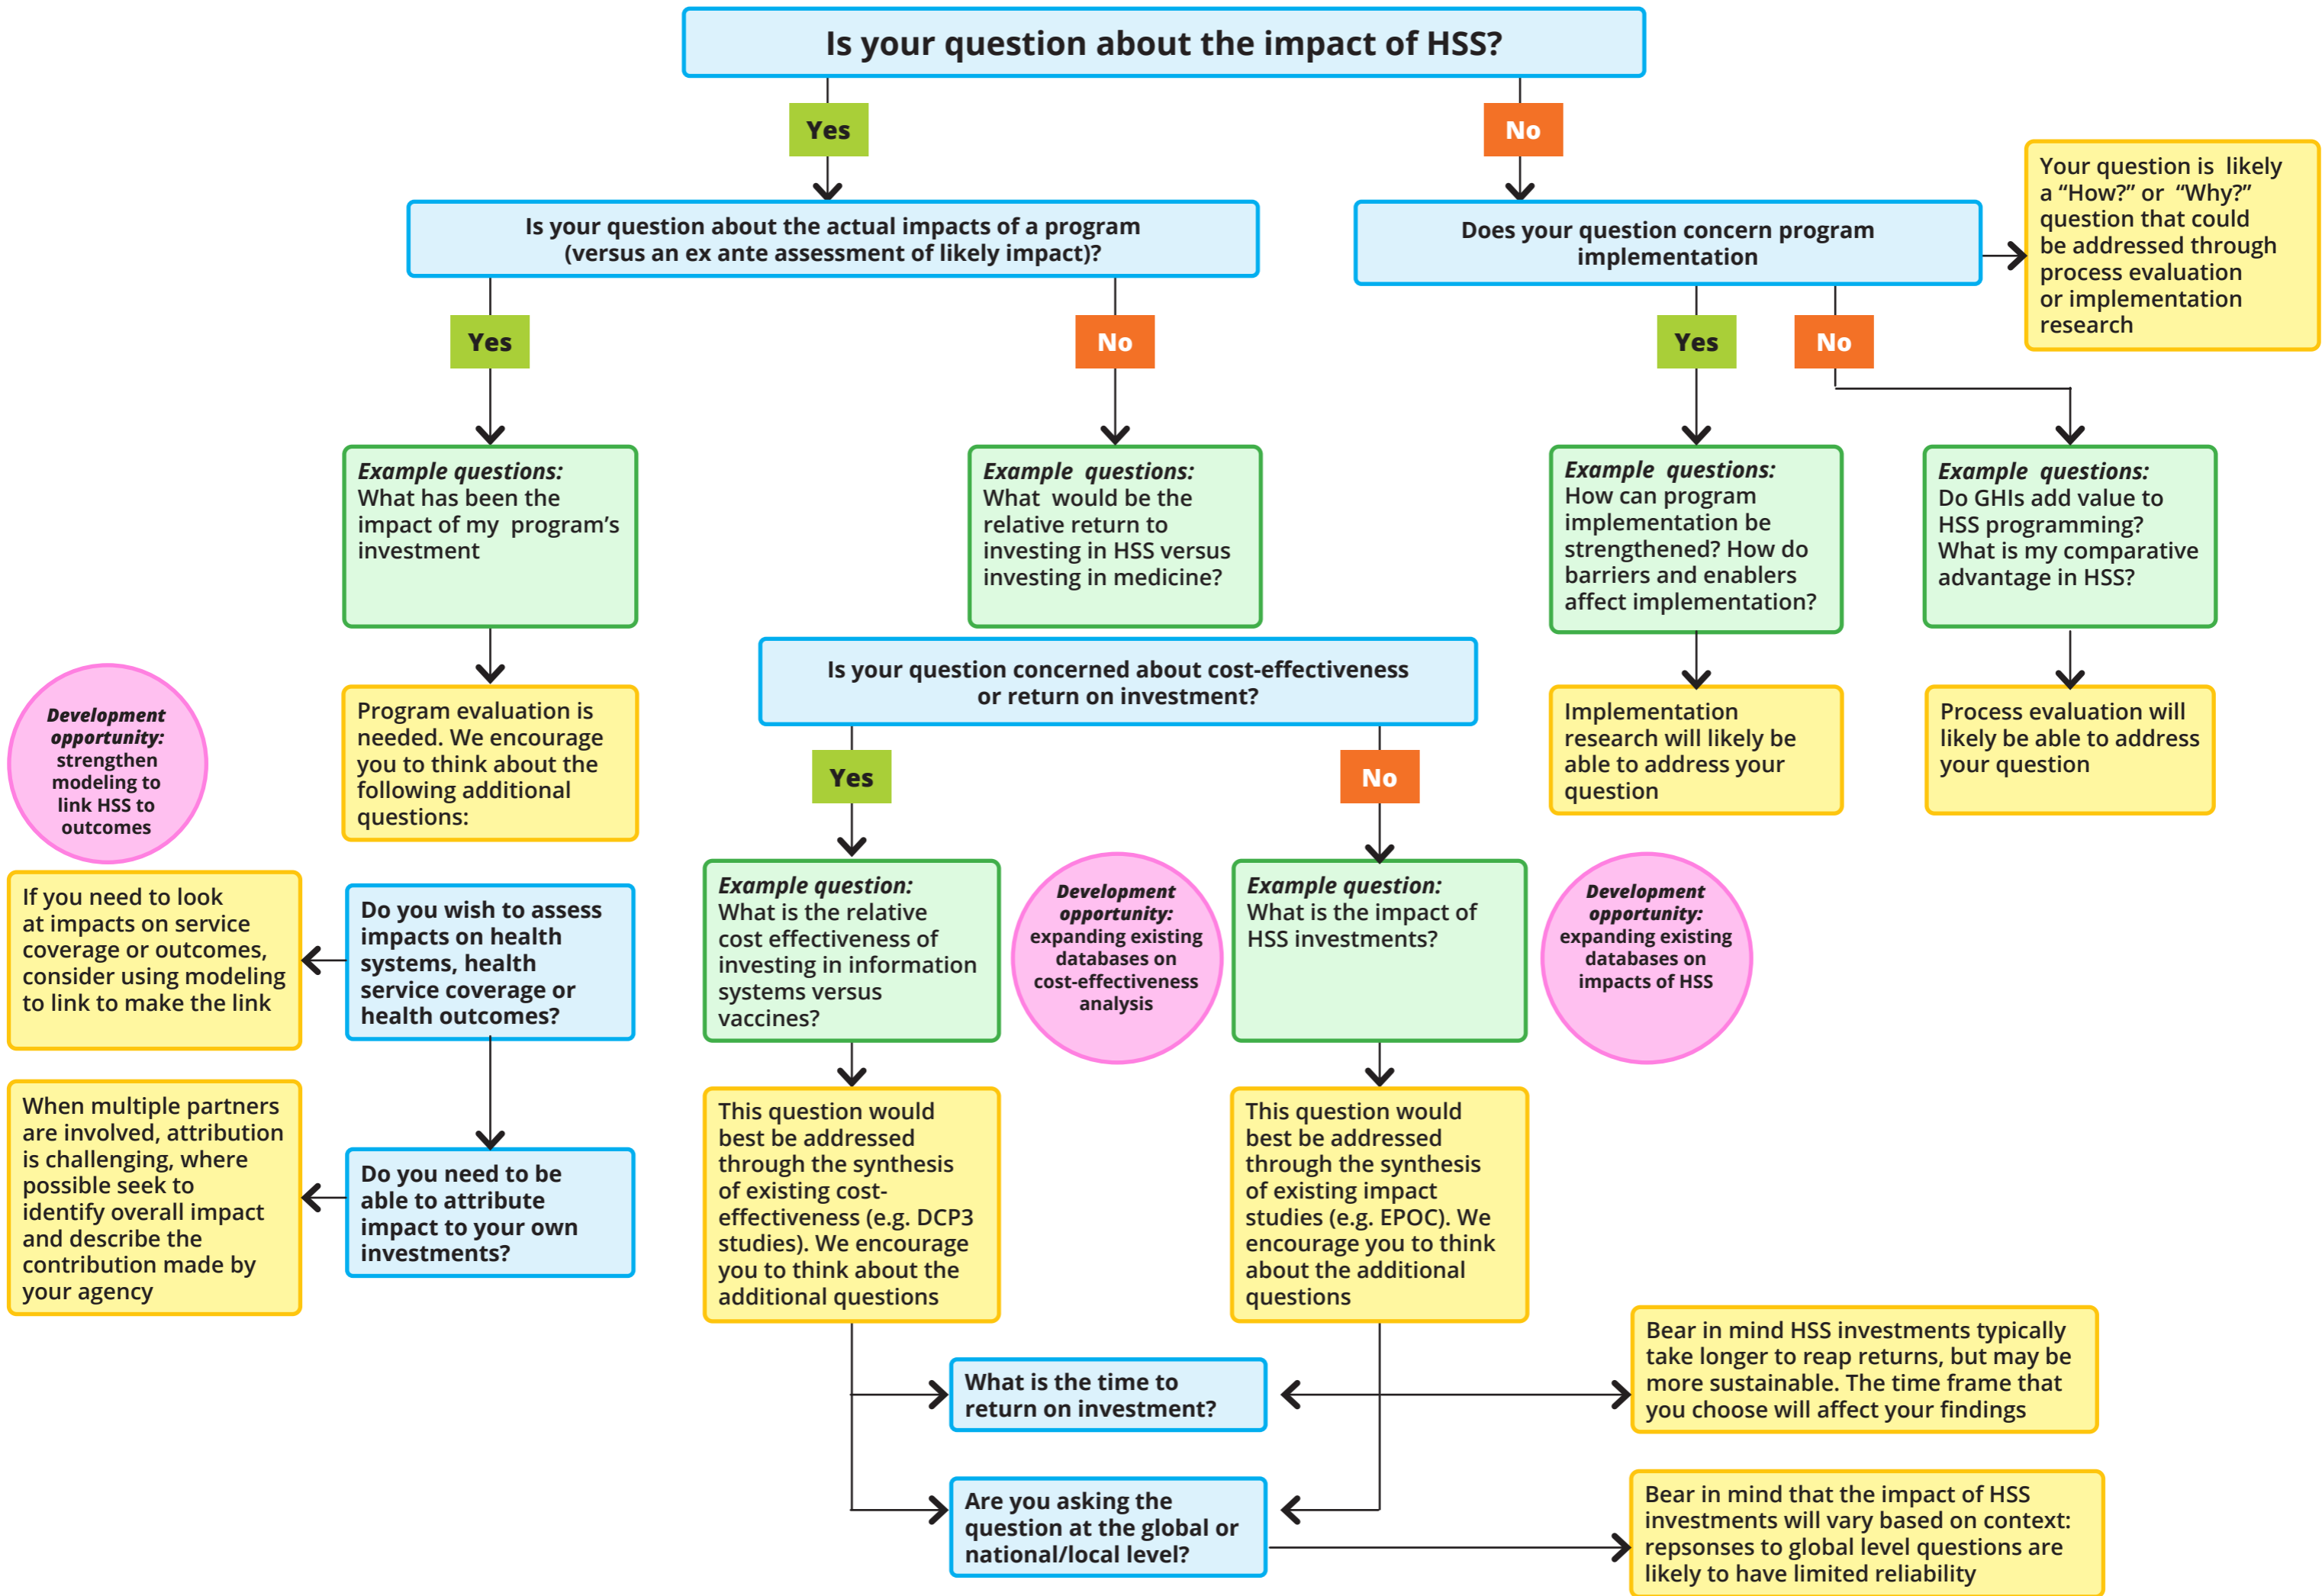 Is your question about the impact of HSS?
Yes
No
Is your question about the actual impacts of a program
(versus an ex ante assessment of likely impact)?
Does your question concern program
implementation
Your question is likely
a “How?” or “Why?”
question that could
be addressed through
process evaluation
or implementation
research
Yes
No
Yes
No
Example questions:
What has been the
impact of my program’s
investment
Example questions:
What would be the
relative return to
investing in HSS versus
investing in medicine?
Example questions:
How can program
implementation be
strengthened? How do
barriers and enablers
affect implementation?
Example questions:
Do GHIs add value to
HSS programming?
What is my comparative
advantage in HSS?
Is your question concerned about cost-effectiveness
or return on investment?
Development
opportunity:
strengthen
modeling to
link HSS to
outcomes
Program evaluation is
needed. We encourage
you to think about the
following additional
questions:
Yes
No
Implementation
research will likely be
able to address your
question
Process evaluation will
likely be able to address
your question
If you need to look
at impacts on service
coverage or outcomes,
consider using modeling
to link to make the link
Do you wish to assess
impacts on health
systems, health
service coverage or
health outcomes?
Example question:
What is the relative
cost effectiveness of
investing in information
systems versus
vaccines?
Development
opportunity:
expanding existing
databases on
cost-effectiveness
analysis
Example question:
What is the impact of
HSS investments?
Development
opportunity:
expanding existing
databases on
impacts of HSS
When multiple partners
are involved, attribution
is challenging, where
possible seek to
identify overall impact
and describe the
contribution made by
your agency
Do you need to be
able to attribute
impact to your own
investments?
This question would
best be addressed
through the synthesis
of existing cost-
effectiveness (e.g. DCP3
studies). We encourage
you to think about the
additional questions
This question would
best be addressed
through the synthesis
of existing impact
studies (e.g. EPOC). We
encourage you to think
about the additional
questions
What is the time to
return on investment?
Bear in mind HSS investments typically
take longer to reap returns, but may be
more sustainable. The time frame that
you choose will affect your findings
Are you asking the
question at the global or
national/local level?
Bear in mind that the impact of HSS
investments will vary based on context:
repsonses to global level questions are
likely to have limited reliability